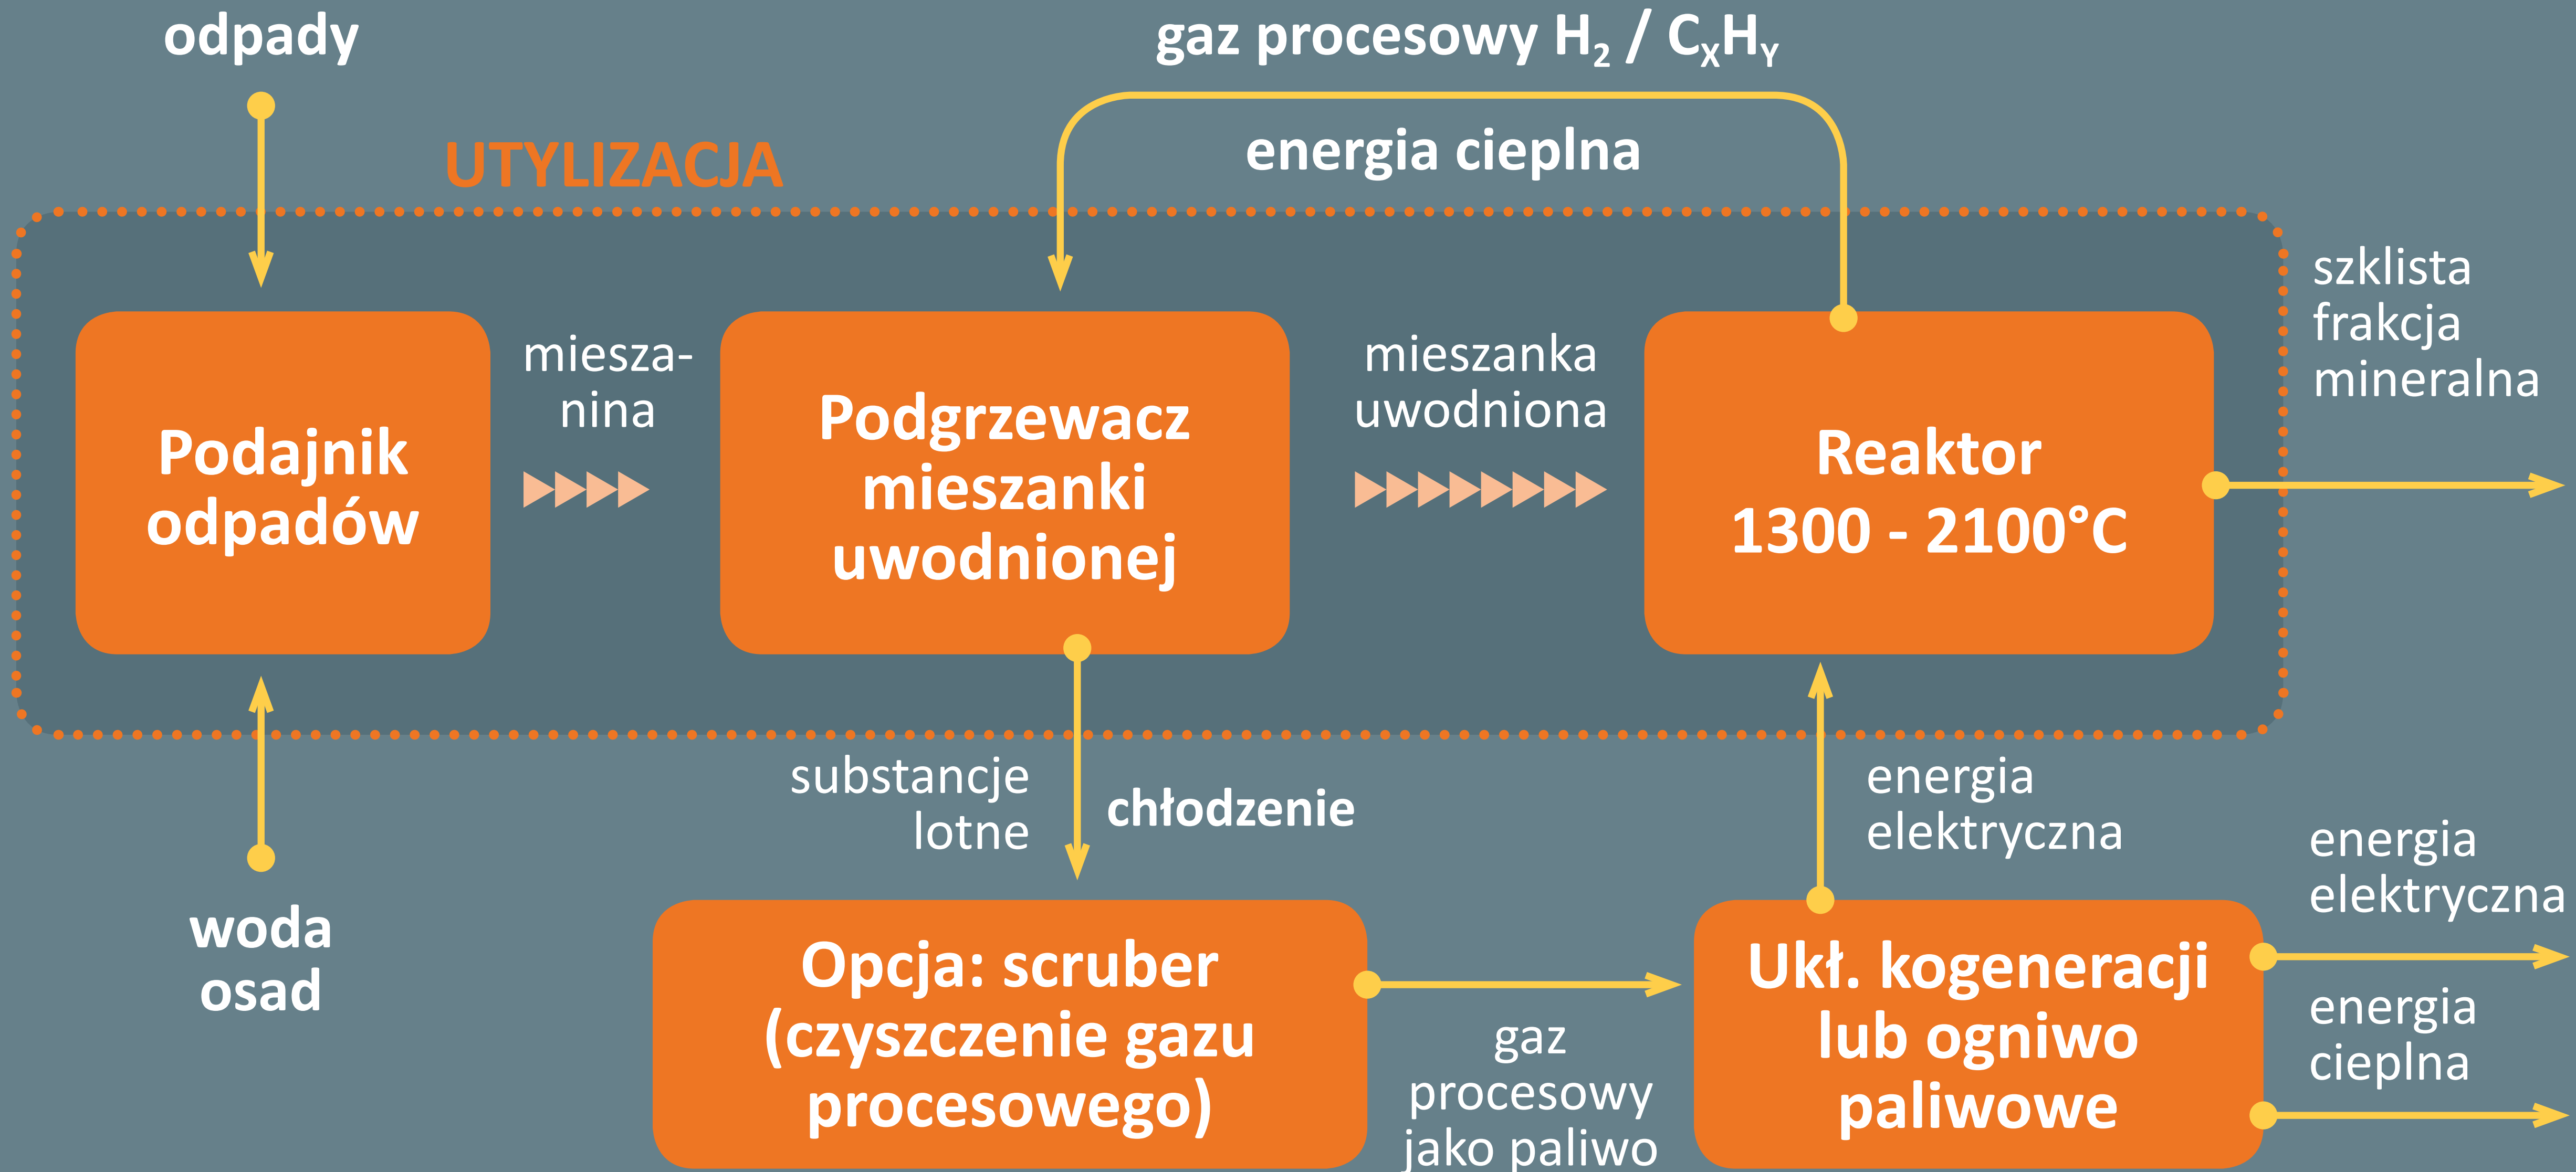 odpady
gaz procesowy H₂ / CₓHᵧ
energia cieplna
UTYLIZACJA
Podajnik
odpadów
miesza-
nina
Podgrzewacz
mieszanki
uwodnionej
mieszanka
uwodniona
Reaktor
1300 - 2100°C
szklista
frakcja
mineralna
woda
osad
substancje
lotne
chłodzenie
energia
elektryczna
Opcja: scruber
(czyszczenie gazu
procesowego)
gaz
procesowy
jako paliwo
Ukł. kogeneracji
lub ogniwo
paliwowe
energia
elektryczna
energia
cieplna